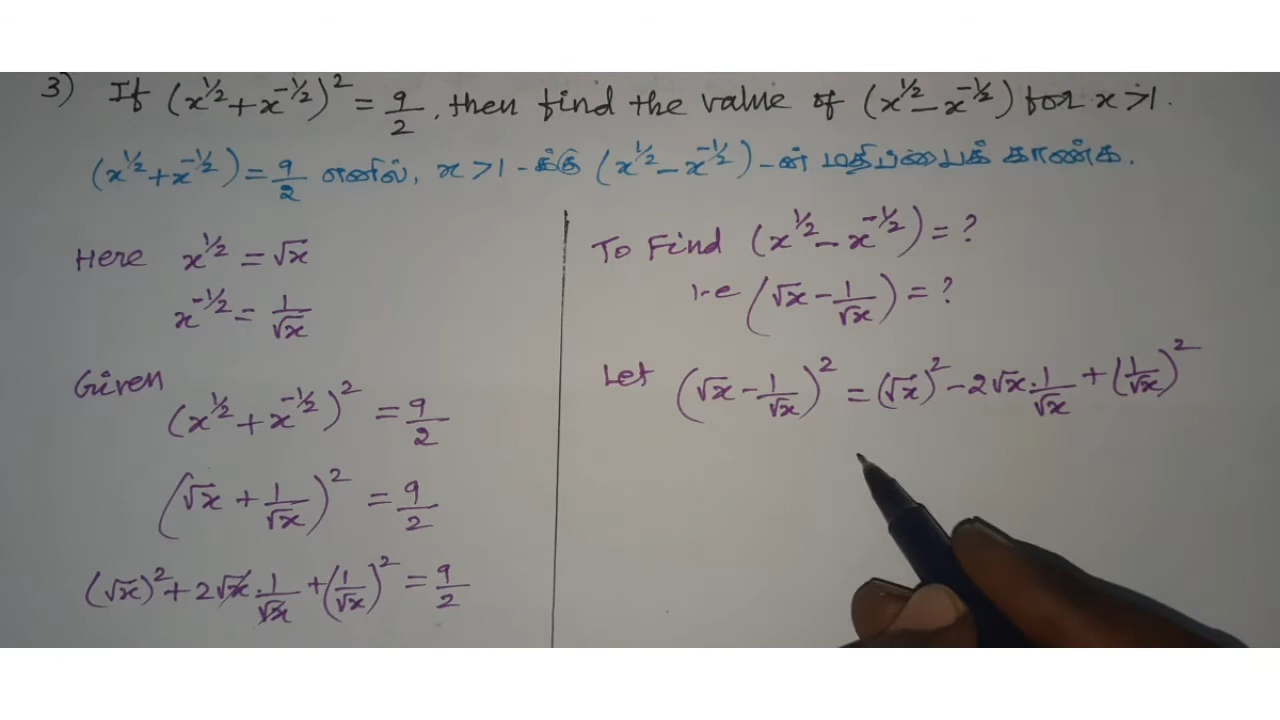 3) If (x^½ + x^-½)² = 9/2, then find the value of (x^½ - x^-½) for x > 1.
(x^½ + x^-½) = 9/2 எனில், x > 1 - க்கு (x^½ - x^-½) - ன் மதிப்பைக் காண்க.
Here x^½ = √x
x^-½ = 1/√x
Given
(x^½ + x^-½)² = 9/2
(√x + 1/√x)² = 9/2
(√x)² + 2√x · 1/√x + (1/√x)² = 9/2
To Find (x^½ - x^-½) = ?
i-e (√x - 1/√x) = ?
Let (√x - 1/√x)² = (√x)² - 2√x · 1/√x + (1/√x)²